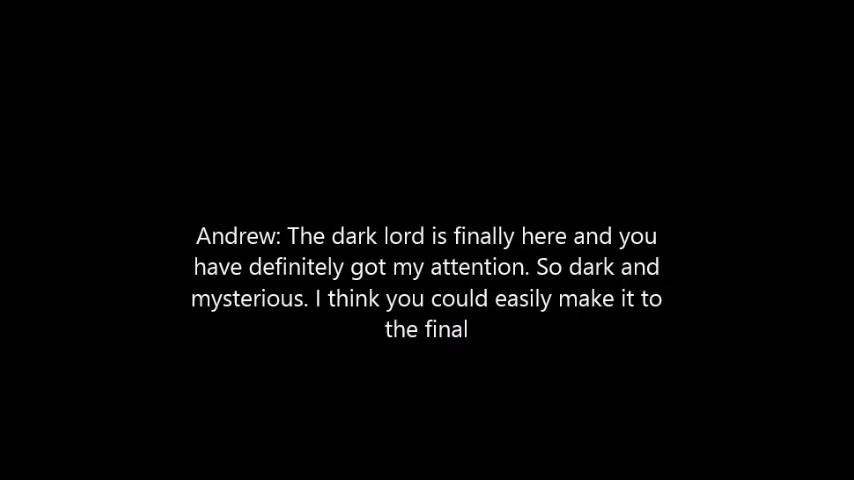 Andrew: The dark lord is finally here and you
have definitely got my attention. So dark and
mysterious. I think you could easily make it to
the final